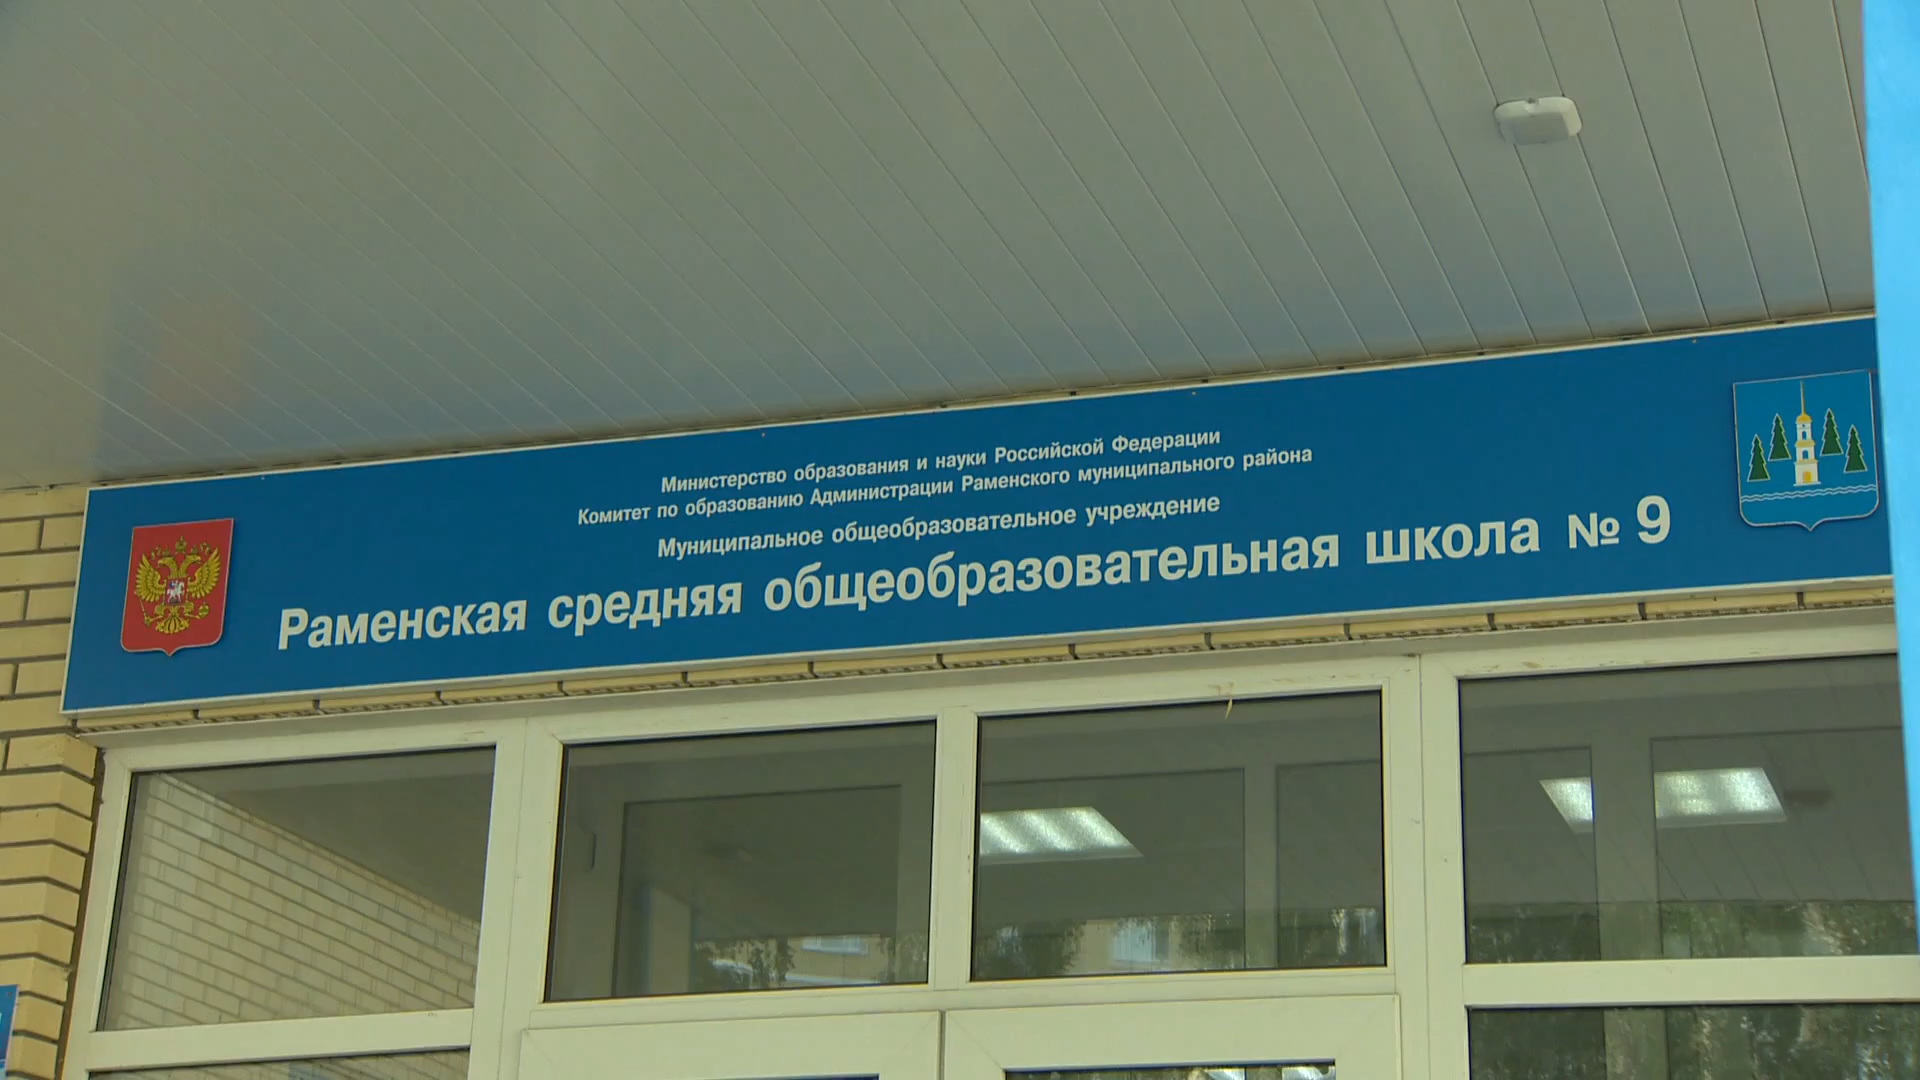 Министерство образования и науки Российской Федерации
Комитет по образованию Администрации Раменского муниципального района
Муниципальное общеобразовательное учреждение
Раменская средняя общеобразовательная школа № 9